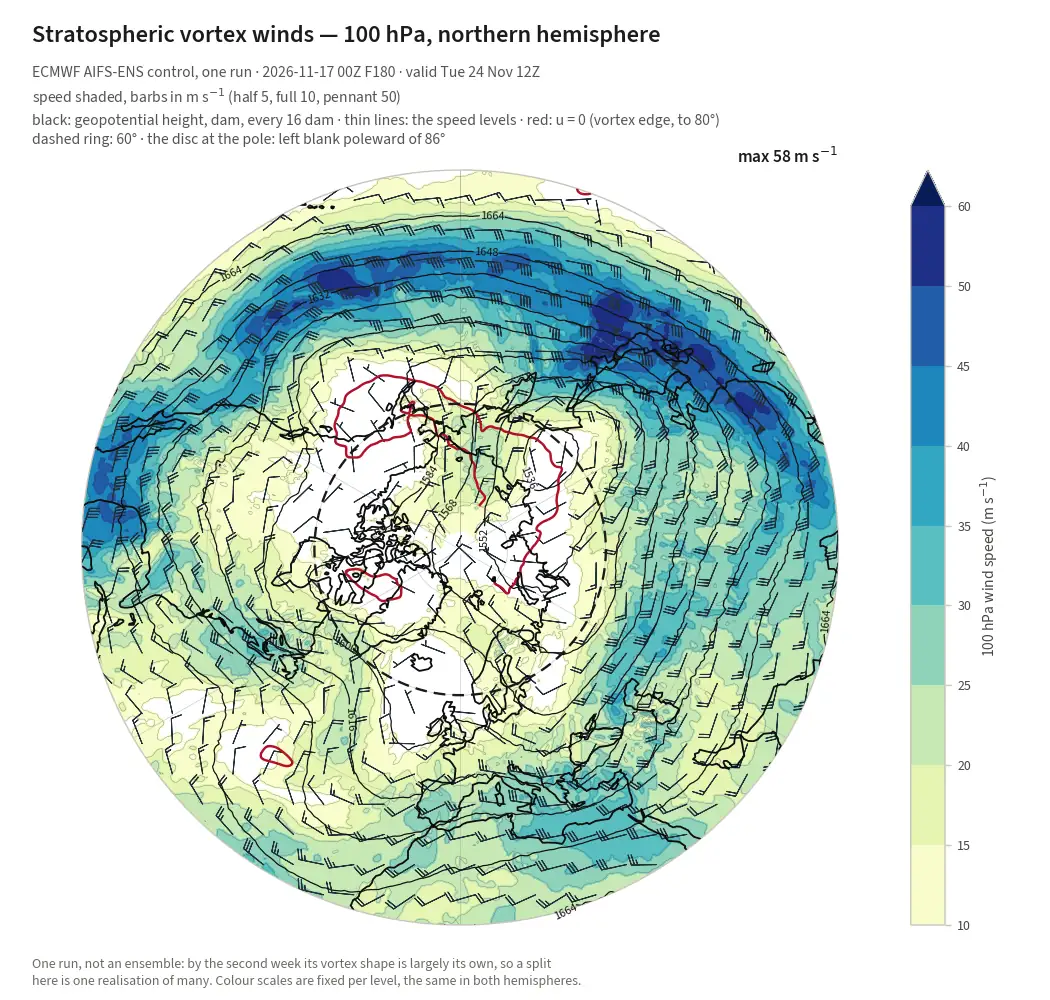 Stratospheric vortex winds — 100 hPa, northern hemisphere
ECMWF AIFS-ENS control, one run · 2026-11-17 00Z F180 · valid Tue 24 Nov 12Z
speed shaded, barbs in m s⁻¹ (half 5, full 10, pennant 50)
black: geopotential height, dam, every 16 dam · thin lines: the speed levels · red: u = 0 (vortex edge, to 80°)
dashed ring: 60° · the disc at the pole: left blank poleward of 86°
max 58 m s⁻¹
1664
1648
1664
1632
1584
1536
1568
1552
1664
1616
1664
60
50
45
40
35
30
25
20
15
10
100 hPa wind speed (m s⁻¹)
One run, not an ensemble: by the second week its vortex shape is largely its own, so a split
here is one realisation of many. Colour scales are fixed per level, the same in both hemispheres.